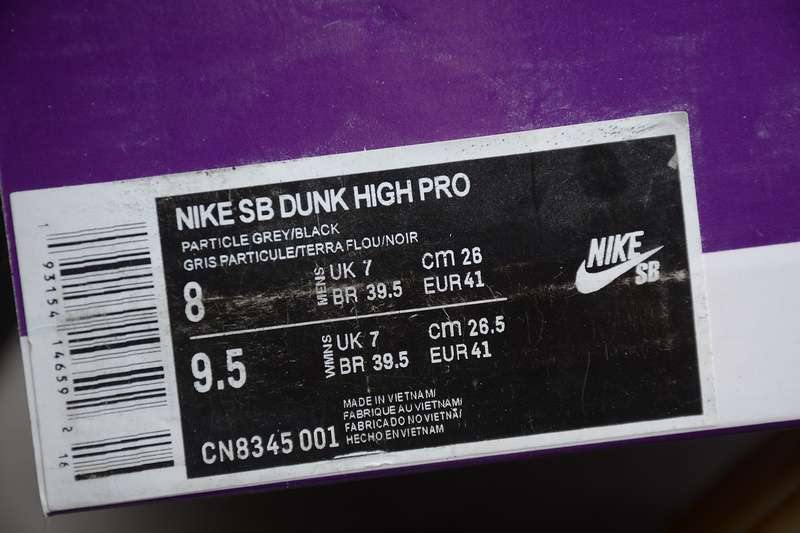 NIKE SB DUNK HIGH PRO
PARTICLE GREY/BLACK
GRIS PARTICULE/TERRA FLOU/NOIR
8 MENS UK 7 cm 26
BR 39.5 EUR 41
9.5 WMNS UK 7 cm 26.5
BR 39.5 EUR 41
CN8345 001
MADE IN VIETNAM/
FABRIQUE AU VIETNAM/
FABRICADO NO VIETNÃ/
HECHO EN VIETNAM
NIKE
SB
1 93154 14659 2 16